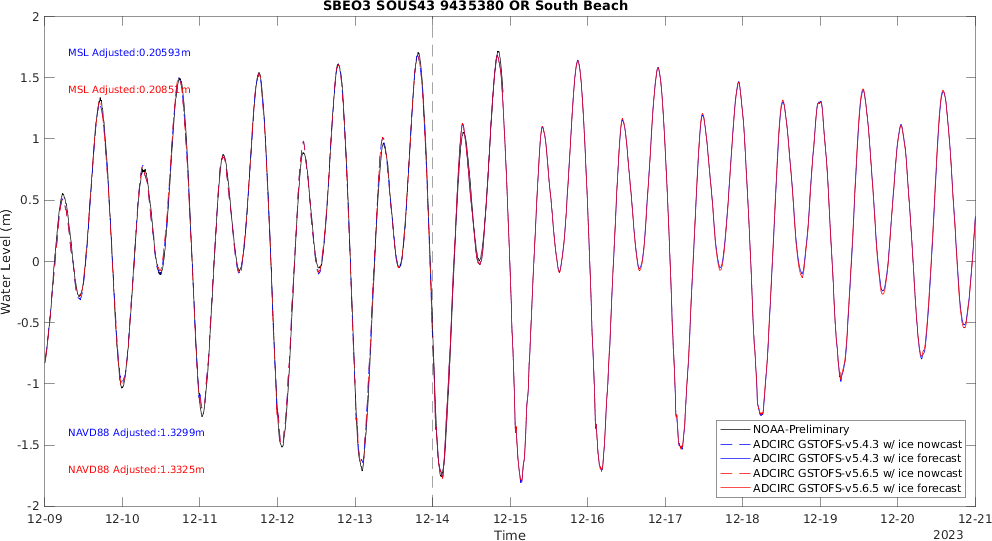 SBEO3 SOUS43 9435380 OR South Beach
2
1.5
1
0.5
0
-0.5
-1
-1.5
-2
Water Level (m)
MSL Adjusted:0.20593m
MSL Adjusted:0.20851m
NAVD88 Adjusted:1.3299m
NAVD88 Adjusted:1.3325m
NOAA-Preliminary
ADCIRC GSTOFS-v5.4.3 w/ ice nowcast
ADCIRC GSTOFS-v5.4.3 w/ ice forecast
ADCIRC GSTOFS-v5.6.5 w/ ice nowcast
ADCIRC GSTOFS-v5.6.5 w/ ice forecast
12-09 12-10 12-11 12-12 12-13 12-14 12-15 12-16 12-17 12-18 12-19 12-20 12-21
Time
2023